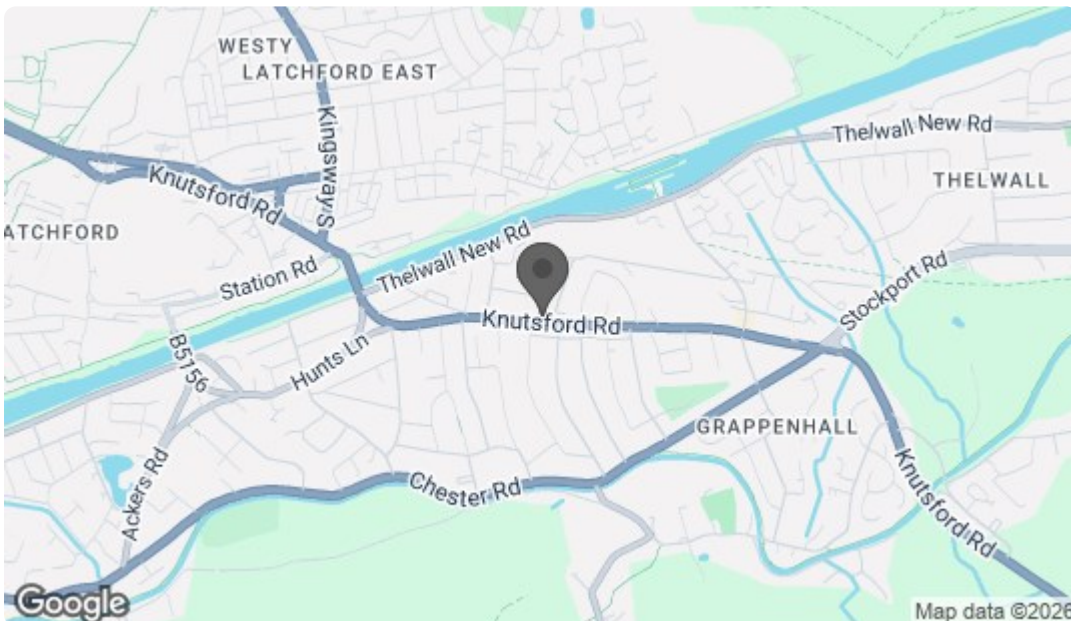 WESTY
LATCHFORD EAST
Kingsway S
Thelwall New Rd
Knutsford Rd
THELWALL
ATCHFORD
Station Rd
Thelwall New Rd
Stockport Rd
Knutsford Rd
B5156
Hunts Ln
GRAPPENHALL
Ackers Rd
Chester Rd
Knutsford Rd
Google
Map data ©2026